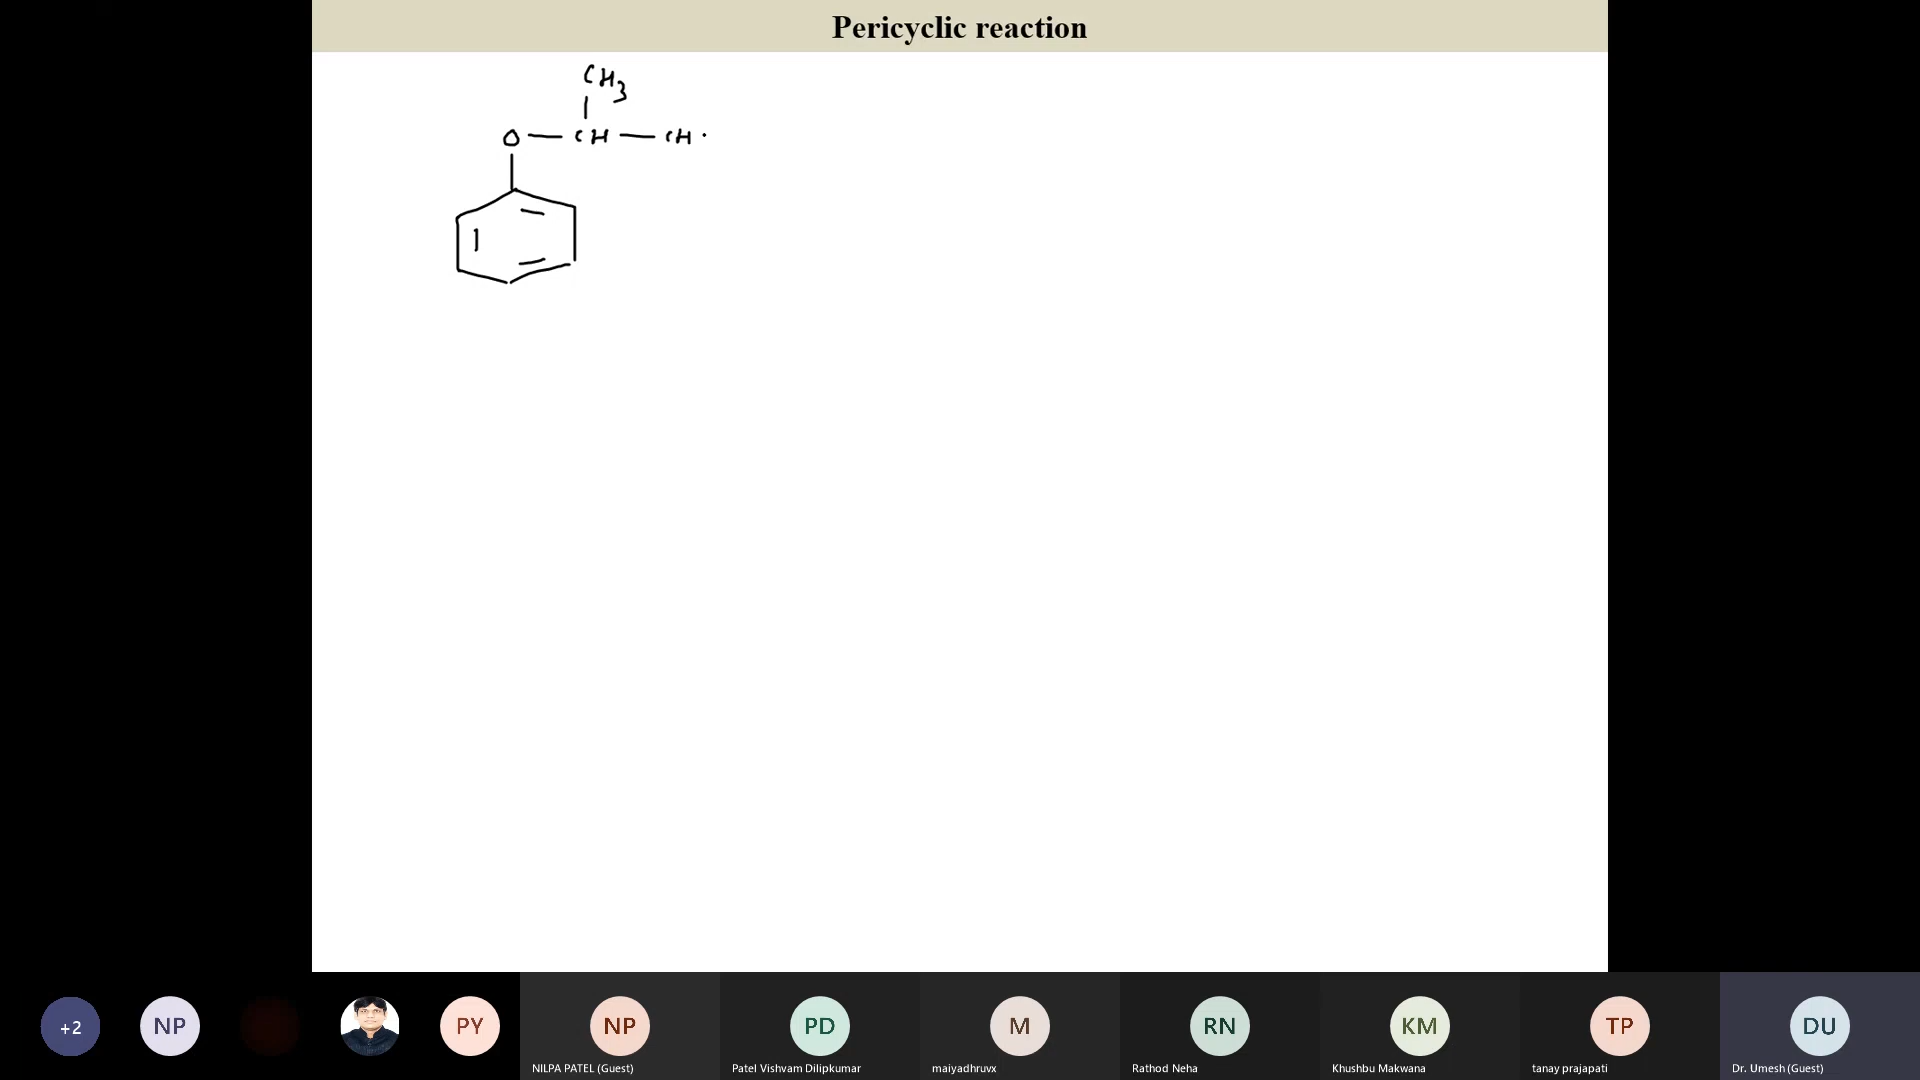 Pericyclic reaction
CH3
O — CH — CH
+2
NP
PY
NP
PD
M
RN
KM
TP
DU
NILPA PATEL (Guest)
Patel Vishvam Dilipkumar
maiyadhruvx
Rathod Neha
Khushbu Makwana
tanay prajapati
Dr. Umesh (Guest)